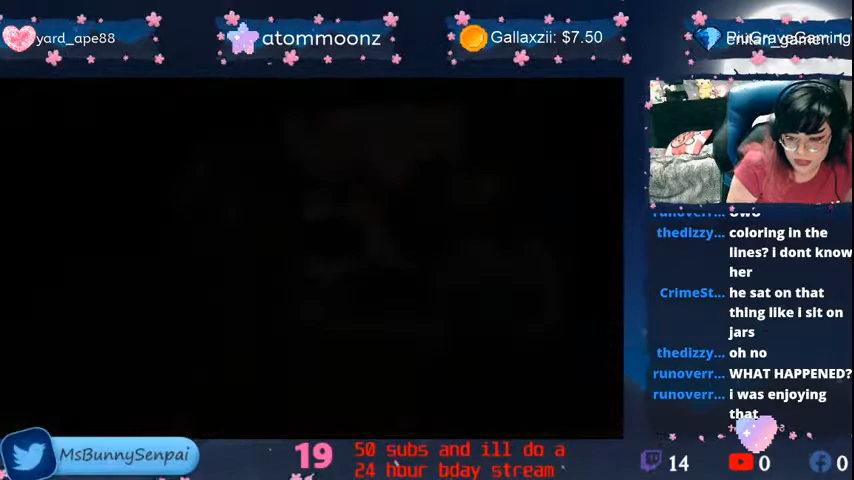 yard_ape88
atommoonz
Gallaxzii: $7.50
thedizzy... coloring in the
lines? i dont know
her
CrimeSt... he sat on that
thing like i sit on
jars
thedizzy... oh no
runoverr... WHAT HAPPENED?
runoverr... i was enjoying
that
MsBunnySenpai
19
50 subs and ill do a
24 hour bday stream
14
0
0